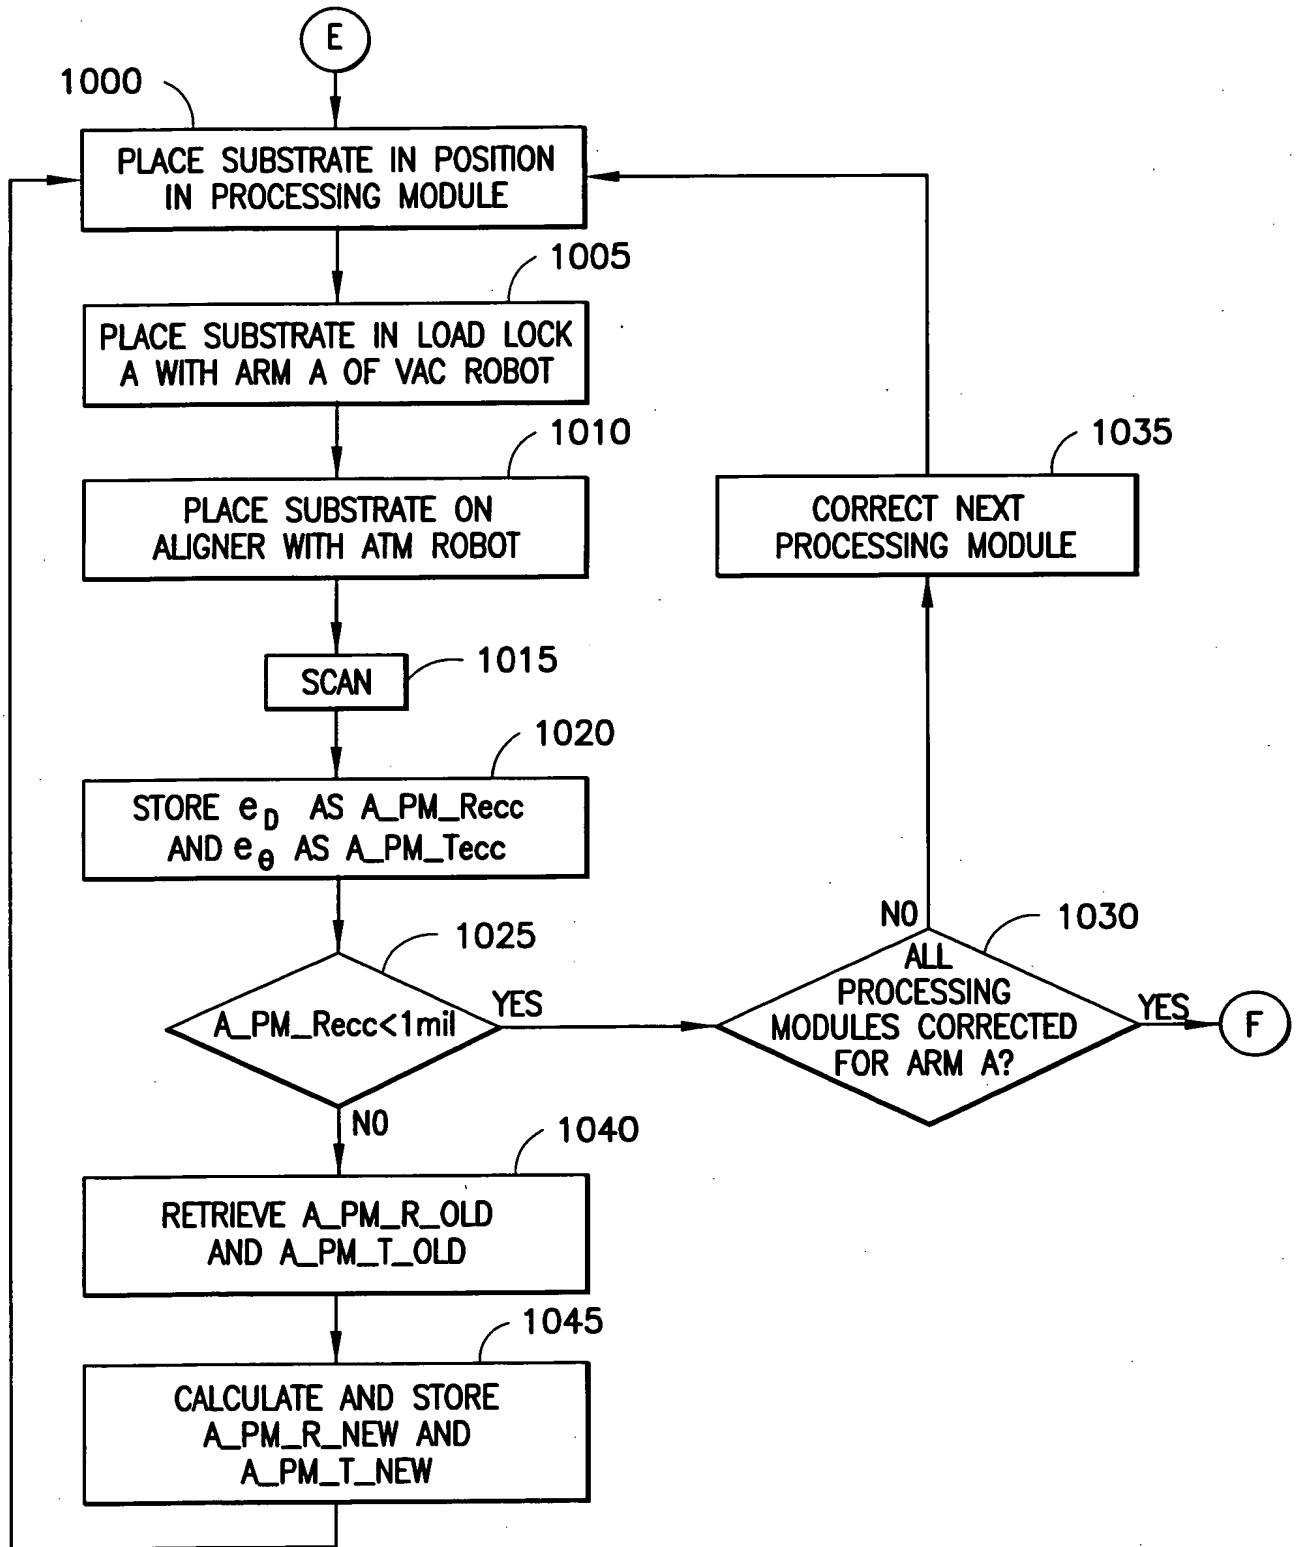 E
1000
PLACE SUBSTRATE IN POSITION
IN PROCESSING MODULE
1005
PLACE SUBSTRATE IN LOAD LOCK
A WITH ARM A OF VAC ROBOT
1010
PLACE SUBSTRATE ON
ALIGNER WITH ATM ROBOT
1035
CORRECT NEXT
PROCESSING MODULE
1015
SCAN
1020
STORE e_D AS A_PM_Recc
AND e_θ AS A_PM_Tecc
1025
A_PM_Recc<1mil
YES
NO
NO
1030
ALL
PROCESSING
MODULES CORRECTED
FOR ARM A?
YES
F
1040
RETRIEVE A_PM_R_OLD
AND A_PM_T_OLD
1045
CALCULATE AND STORE
A_PM_R_NEW AND
A_PM_T_NEW